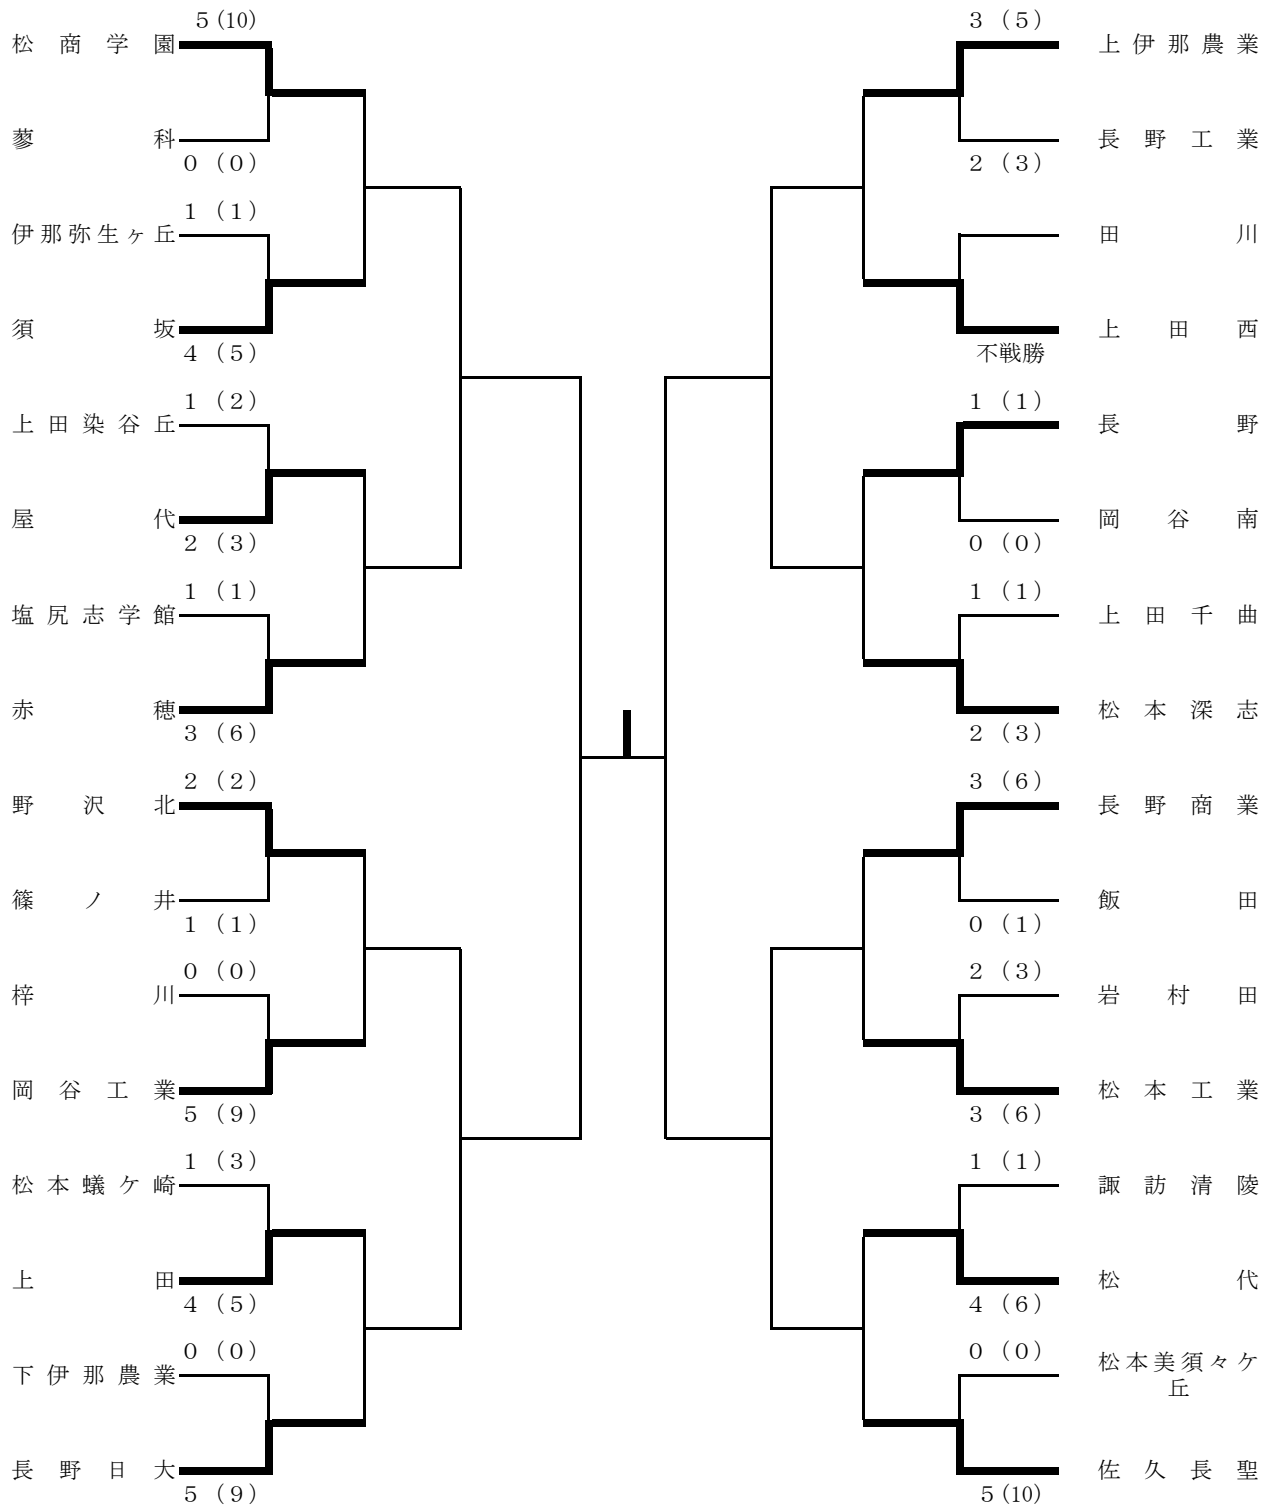 5 (10)
松商学園
蓼科
0 (0)
1 (1)
伊那弥生ヶ丘
須坂
4 (5)
1 (2)
上田染谷丘
屋代
2 (3)
1 (1)
塩尻志学館
赤穂
3 (6)
2 (2)
野沢北
篠ノ井
1 (1)
0 (0)
梓川
岡谷工業
5 (9)
1 (3)
松本蟻ケ崎
上田
4 (5)
0 (0)
下伊那農業
長野日大
5 (9)
3 (5)
上伊那農業
長野工業
2 (3)
田川
上田西
不戦勝
1 (1)
長野
岡谷南
0 (0)
1 (1)
上田千曲
松本深志
2 (3)
3 (6)
長野商業
飯田
0 (1)
2 (3)
岩村田
松本工業
3 (6)
1 (1)
諏訪清陵
松代
4 (6)
0 (0)
松本美須々ケ
丘
佐久長聖
5 (10)